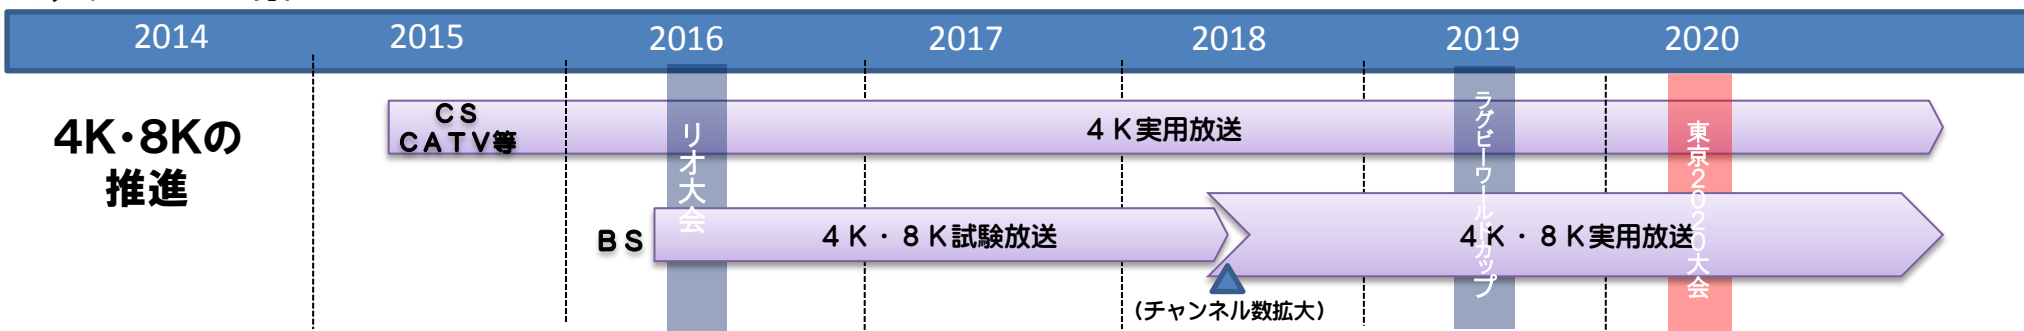 2014 2015 2016 2017 2018 2019 2020
4K・8Kの
推進
ＣＳ
ＣＡＴＶ等
４Ｋ実用放送
リオ大会
ラグビーワールドカップ
東京２０２０大会
ＢＳ
４Ｋ・８Ｋ試験放送
４Ｋ・８Ｋ実用放送
（チャンネル数拡大）